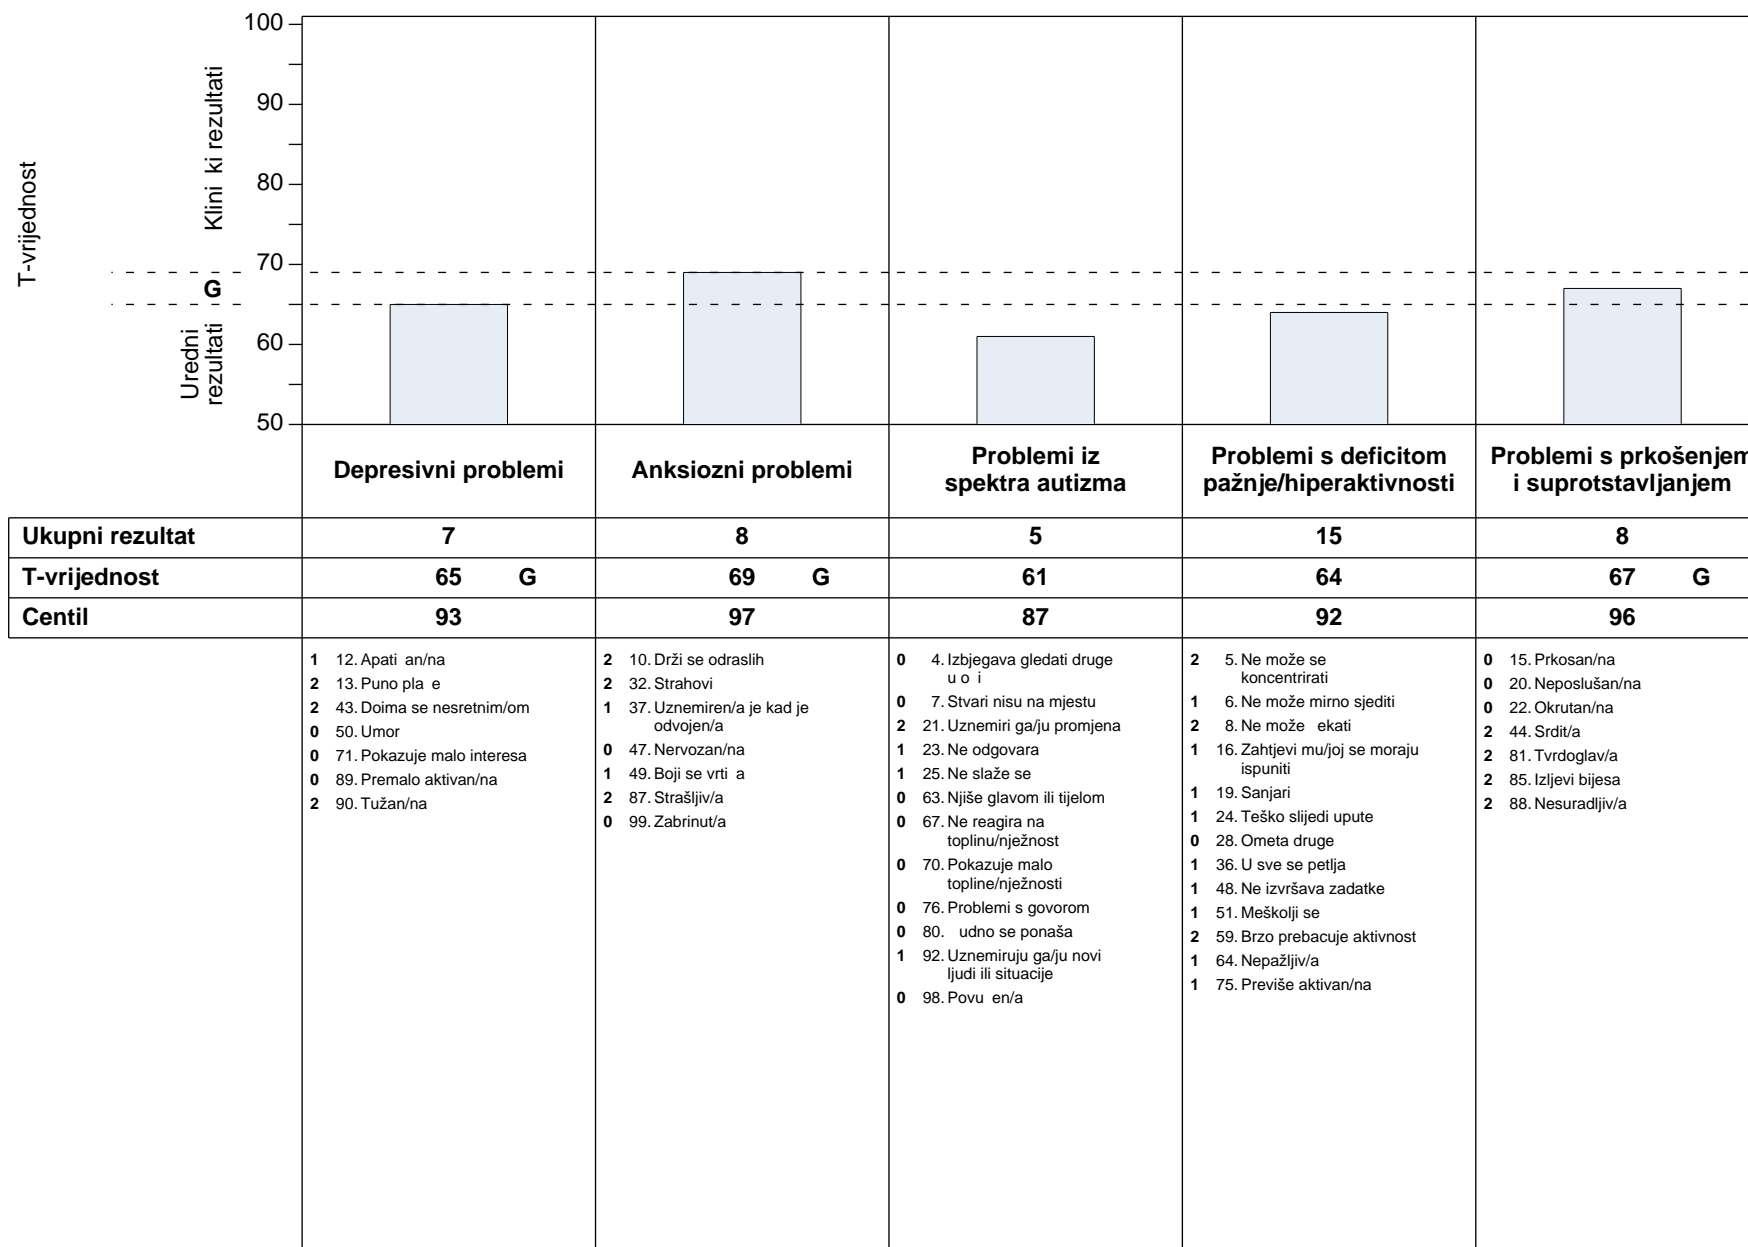 100
90
80
70
60
50
T-vrijednost
Klini ki rezultati
G
Uredni
rezultati
Depresivni problemi
Anksiozni problemi
Problemi iz
spektra autizma
Problemi s deficitom
pažnje/hiperaktivnosti
Problemi s prkošenjem
i suprotstavljanjem
Ukupni rezultat 7 8 5 15 8
T-vrijednost 65 G 69 G 61 64 67 G
Centil 93 97 87 92 96
1 12. Apati an/na
2 13. Puno pla e
2 43. Doima se nesretnim/om
0 50. Umor
0 71. Pokazuje malo interesa
0 89. Premalo aktivan/na
2 90. Tužan/na
2 10. Drži se odraslih
2 32. Strahovi
1 37. Uznemiren/a je kad je
odvojen/a
0 47. Nervozan/na
1 49. Boji se vrti a
2 87. Strašljiv/a
0 99. Zabrinut/a
0 4. Izbjegava gledati druge
u o i
0 7. Stvari nisu na mjestu
2 21. Uznemiri ga/ju promjena
1 23. Ne odgovara
1 25. Ne slaže se
0 63. Njiše glavom ili tijelom
0 67. Ne reagira na
toplinu/nježnost
0 70. Pokazuje malo
topline/nježnosti
0 76. Problemi s govorom
0 80. udno se ponaša
1 92. Uznemiruju ga/ju novi
ljudi ili situacije
0 98. Povu en/a
2 5. Ne može se
koncentrirati
1 6. Ne može mirno sjediti
2 8. Ne može ekati
1 16. Zahtjevi mu/joj se moraju
ispuniti
1 19. Sanjari
1 24. Teško slijedi upute
0 28. Ometa druge
1 36. U sve se petlja
1 48. Ne izvršava zadatke
1 51. Meškolji se
2 59. Brzo prebacuje aktivnost
1 64. Nepažljiv/a
1 75. Previše aktivan/na
0 15. Prkosan/na
0 20. Neposlušan/na
0 22. Okrutan/na
2 44. Srdit/a
2 81. Tvrdoglav/a
2 85. Izljevi bijesa
2 88. Nesuradljiv/a